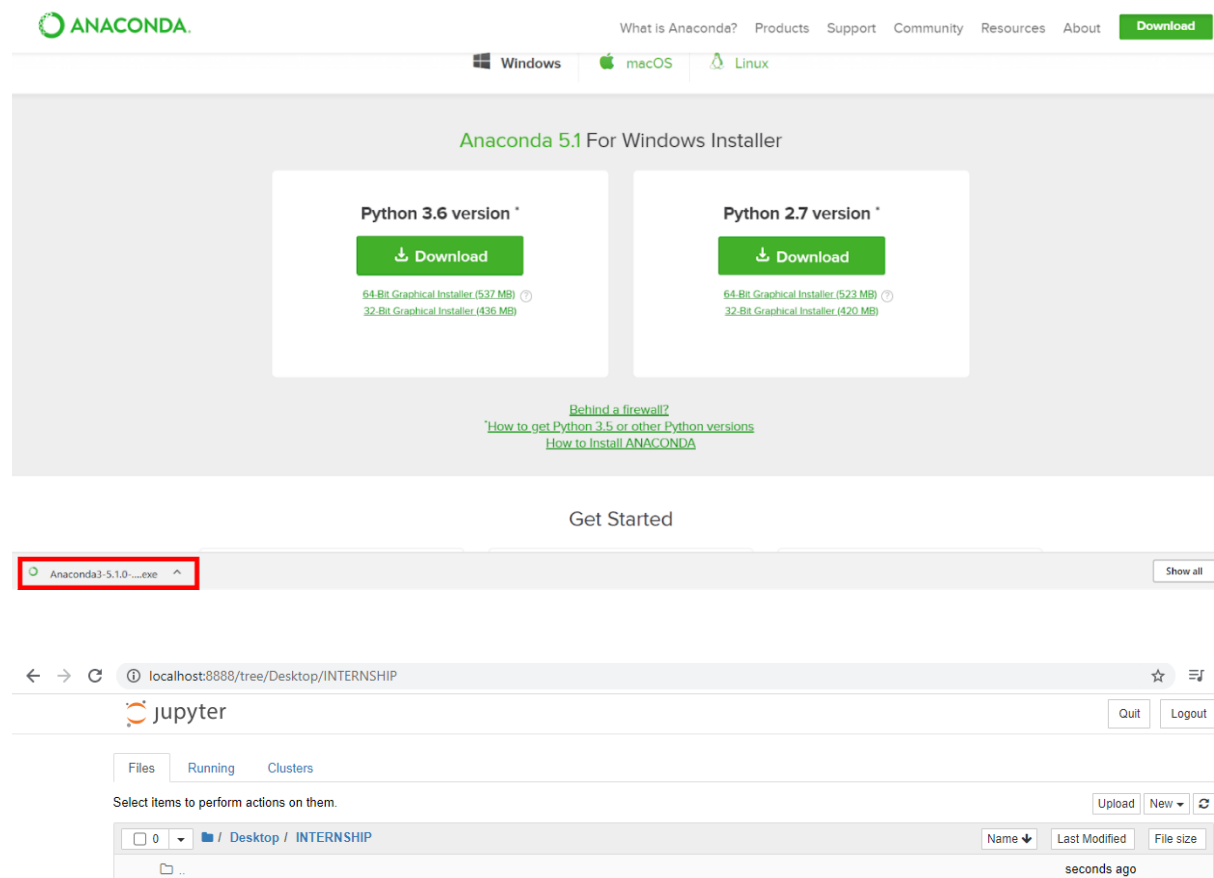 ANACONDA.
What is Anaconda? Products Support Community Resources About Download
Windows macOS Linux
Anaconda 5.1 For Windows Installer
Python 3.6 version *
Download
64-Bit Graphical Installer (537 MB) ?
32-Bit Graphical Installer (436 MB)
Python 2.7 version *
Download
64-Bit Graphical Installer (523 MB) ?
32-Bit Graphical Installer (420 MB)
Behind a firewall?
*How to get Python 3.5 or other Python versions
How to Install ANACONDA
Get Started
Anaconda3-5.1.0-....exe Show all
localhost:8888/tree/Desktop/INTERNSHIP
jupyter Quit Logout
Files Running Clusters
Select items to perform actions on them. Upload New
0 / Desktop / INTERNSHIP Name Last Modified File size
.. seconds ago